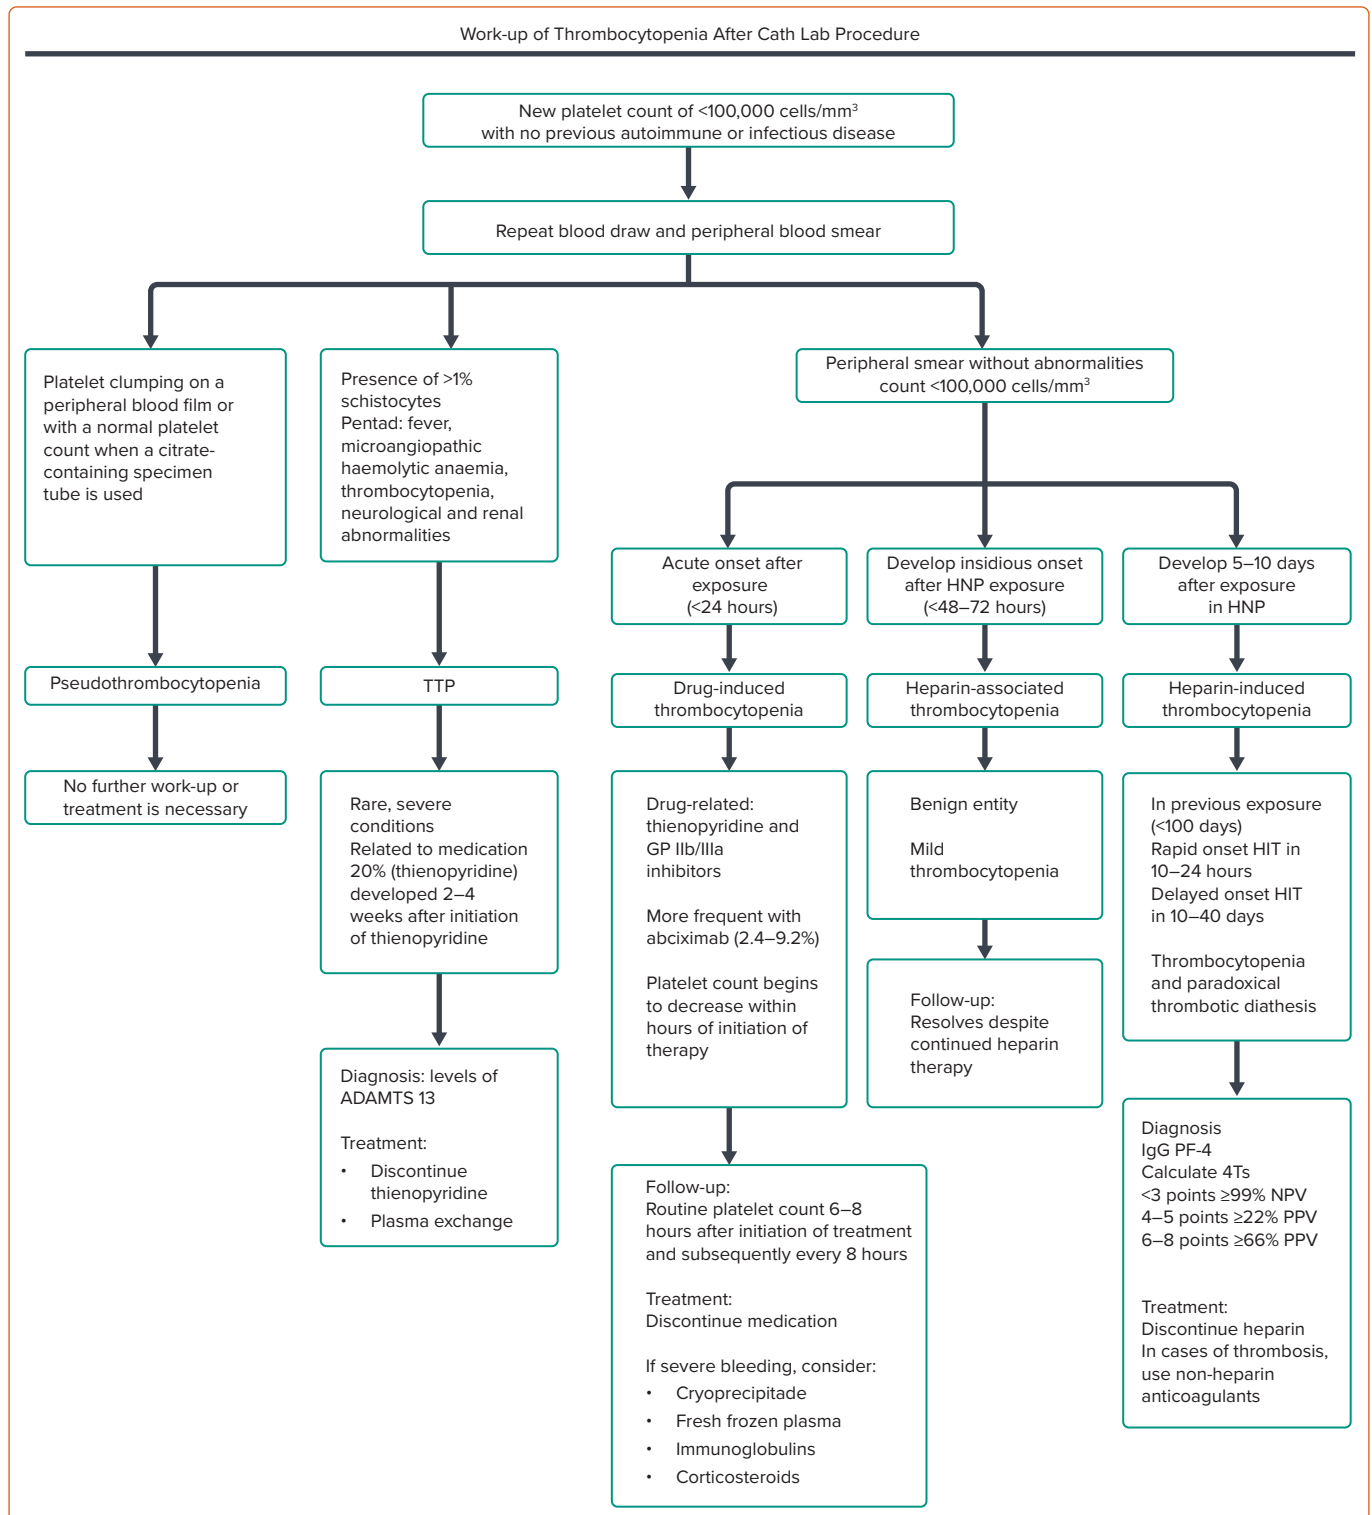 Work-up of Thrombocytopenia After Cath Lab Procedure
New platelet count of <100,000 cells/mm³
with no previous autoimmune or infectious disease
Repeat blood draw and peripheral blood smear
Platelet clumping on a
peripheral blood film or
with a normal platelet
count when a citrate-
containing specimen
tube is used
Pseudothrombocytopenia
No further work-up or
treatment is necessary
Presence of >1%
schistocytes
Pentad: fever,
microangiopathic
haemolytic anaemia,
thrombocytopenia,
neurological and renal
abnormalities
TTP
Rare, severe
conditions
Related to medication
20% (thienopyridine)
developed 2–4
weeks after initiation
of thienopyridine
Diagnosis: levels of
ADAMTS 13
Treatment:
• Discontinue
thienopyridine
• Plasma exchange
Peripheral smear without abnormalities
count <100,000 cells/mm³
Acute onset after
exposure
(<24 hours)
Drug-induced
thrombocytopenia
Drug-related:
thienopyridine and
GP IIb/IIIa
inhibitors
More frequent with
abciximab (2.4–9.2%)
Platelet count begins
to decrease within
hours of initiation of
therapy
Follow-up:
Routine platelet count 6–8
hours after initiation of treatment
and subsequently every 8 hours
Treatment:
Discontinue medication
If severe bleeding, consider:
• Cryoprecipitade
• Fresh frozen plasma
• Immunoglobulins
• Corticosteroids
Develop insidious onset
after HNP exposure
(<48–72 hours)
Heparin-associated
thrombocytopenia
Benign entity
Mild
thrombocytopenia
Follow-up:
Resolves despite
continued heparin
therapy
Develop 5–10 days
after exposure
in HNP
Heparin-induced
thrombocytopenia
In previous exposure
(<100 days)
Rapid onset HIT in
10–24 hours
Delayed onset HIT
in 10–40 days
Thrombocytopenia
and paradoxical
thrombotic diathesis
Diagnosis
IgG PF-4
Calculate 4Ts
<3 points ≥99% NPV
4–5 points ≥22% PPV
6–8 points ≥66% PPV
Treatment:
Discontinue heparin
In cases of thrombosis,
use non-heparin
anticoagulants